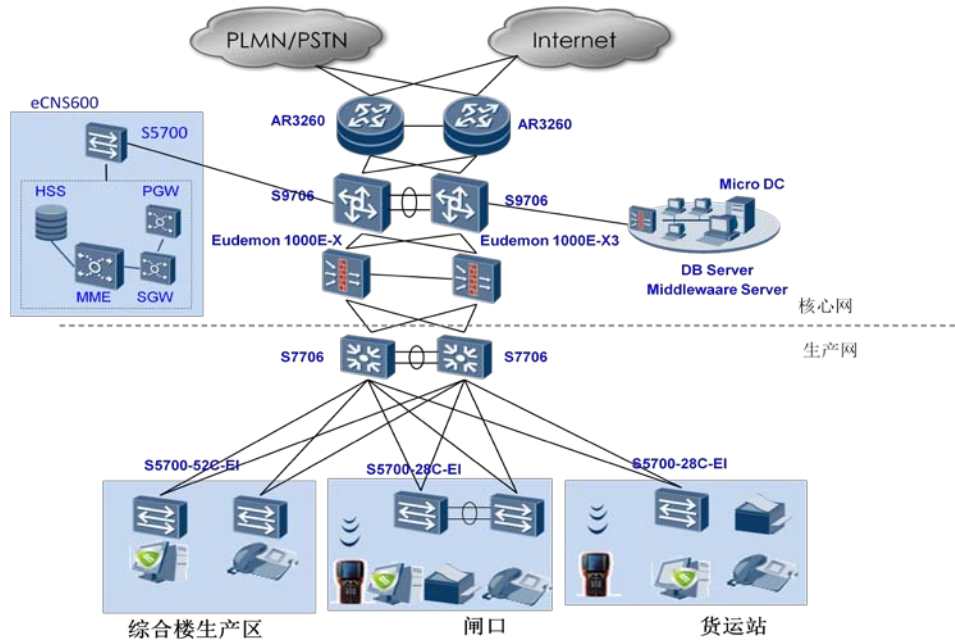 PLMN/PSTN
Internet
eCNS600
AR3260
AR3260
S5700
HSS
PGW
MME
SGW
S9706
S9706
Micro DC
Eudemon 1000E-X
Eudemon 1000E-X3
DB Server
Middlewaare Server
核心网
生产网
S7706
S7706
S5700-52C-EI
S5700-28C-EI
S5700-28C-EI
综合楼生产区
闸口
货运站